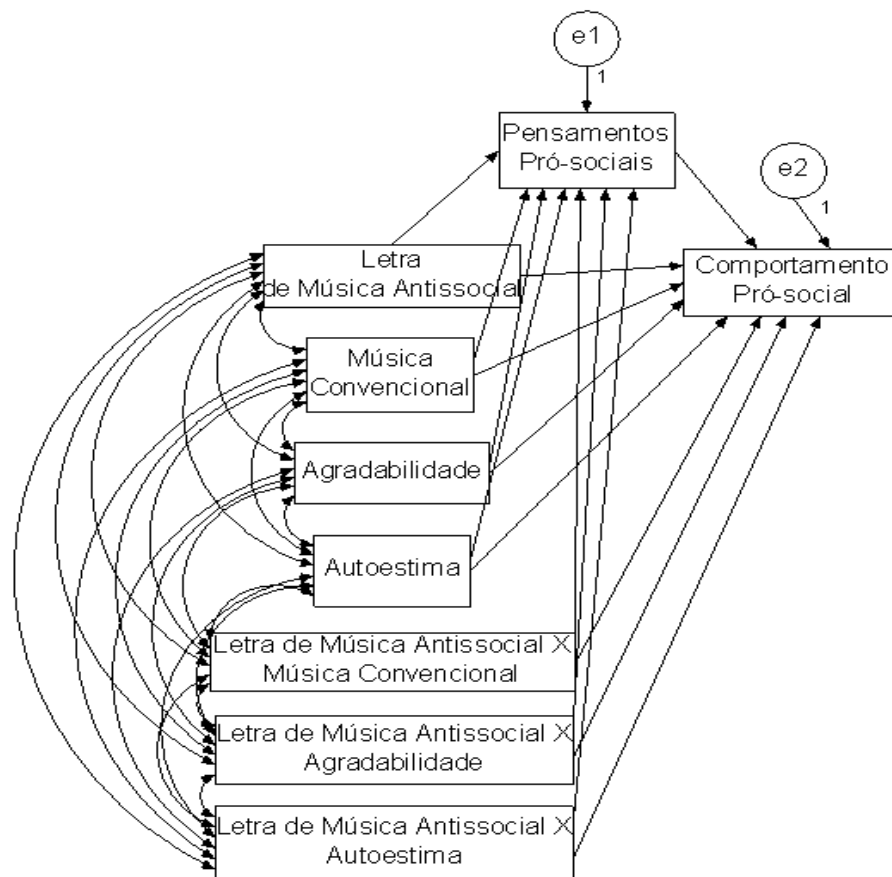 e1
1
Pensamentos
Pró-sociais
e2
1
Letra
de Música Antissocial
Comportamento
Pró-social
Música
Convencional
Agradabilidade
Autoestima
Letra de Música Antissocial X
Música Convencional
Letra de Música Antissocial X
Agradabilidade
Letra de Música Antissocial X
Autoestima